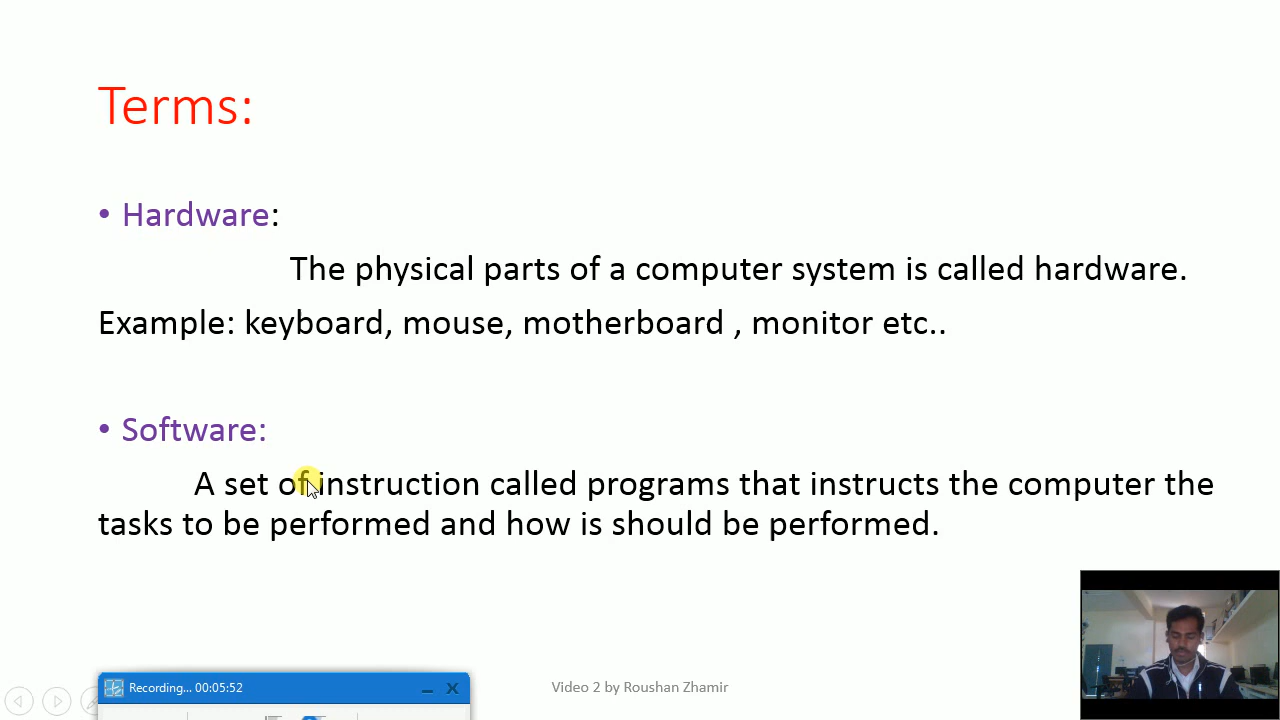 Terms:
• Hardware:
The physical parts of a computer system is called hardware.
Example: keyboard, mouse, motherboard , monitor etc..
• Software:
A set of instruction called programs that instructs the computer the
tasks to be performed and how is should be performed.
Recording... 00:05:52
Video 2 by Roushan Zhamir